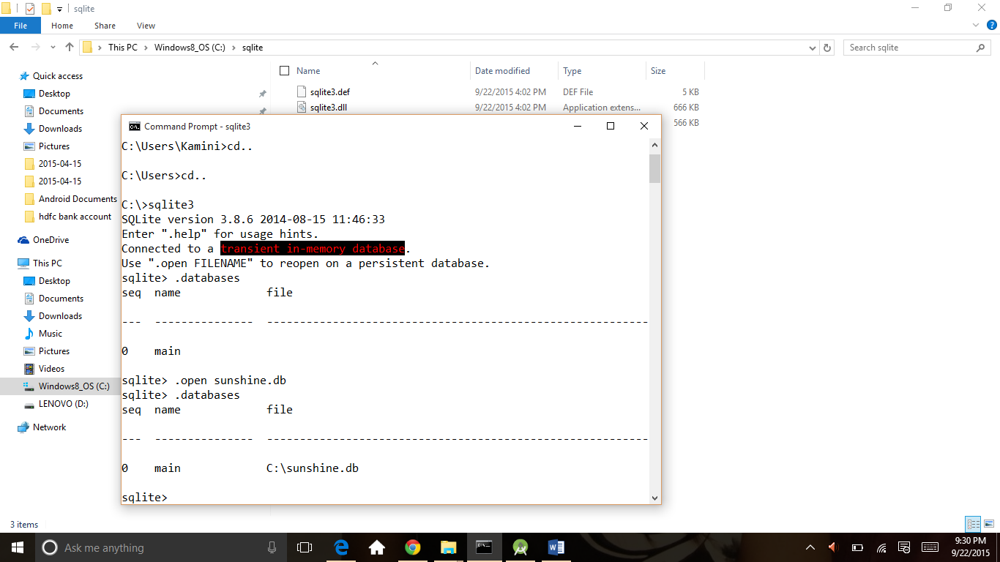 sqlite
File Home Share View
This PC Windows8_OS (C:) sqlite
Search sqlite
Name Date modified Type Size
sqlite3.def 9/22/2015 4:02 PM DEF File 5 KB
sqlite3.dll 9/22/2015 4:02 PM Application extens... 666 KB
566 KB
Quick access
Desktop
Documents
Downloads
Pictures
2015-04-15
2015-04-15
Android Documents
hdfc bank account
OneDrive
This PC
Desktop
Documents
Downloads
Music
Pictures
Videos
Windows8_OS (C:)
LENOVO (D:)
Network
Command Prompt - sqlite3
C:\Users\Kamini>cd..
C:\Users>cd..
C:\>sqlite3
SQLite version 3.8.6 2014-08-15 11:46:33
Enter ".help" for usage hints.
Connected to a transient in-memory database.
Use ".open FILENAME" to reopen on a persistent database.
sqlite> .databases
seq name file
--- --------------- ----------------------------------------------------------
0 main
sqlite> .open sunshine.db
sqlite> .databases
seq name file
--- --------------- ----------------------------------------------------------
0 main C:\sunshine.db
sqlite>
3 items
Ask me anything
9:30 PM
9/22/2015